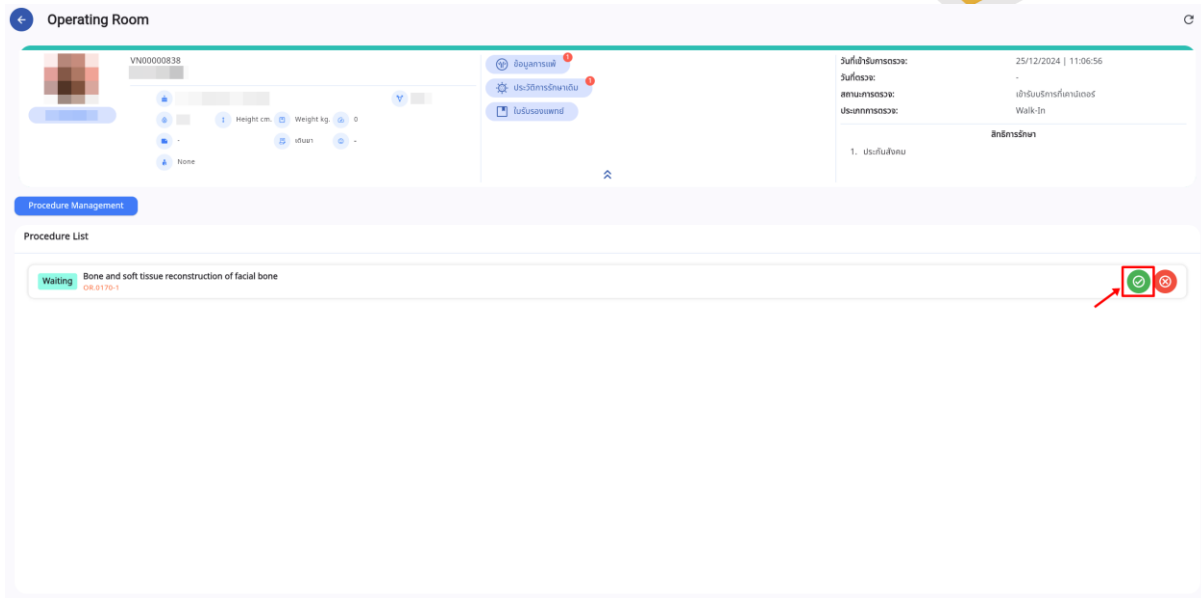 Operating Room
VN00000838
Height cm.
Weight kg.
0
-
เดินยา
-
None
ข้อมูลการแพ้
1
ประวัติการรักษาเดิม
1
ใบรับรองแพทย์
วันที่เข้ารับการตรวจ:
25/12/2024 | 11:06:56
วันที่ตรวจ:
-
สถานะการตรวจ:
เข้ารับบริการที่เคาน์เตอร์
ประเภทการตรวจ:
Walk-In
สิทธิการรักษา
1. ประกันสังคม
Procedure Management
Procedure List
Waiting
Bone and soft tissue reconstruction of facial bone
OR.0170-1